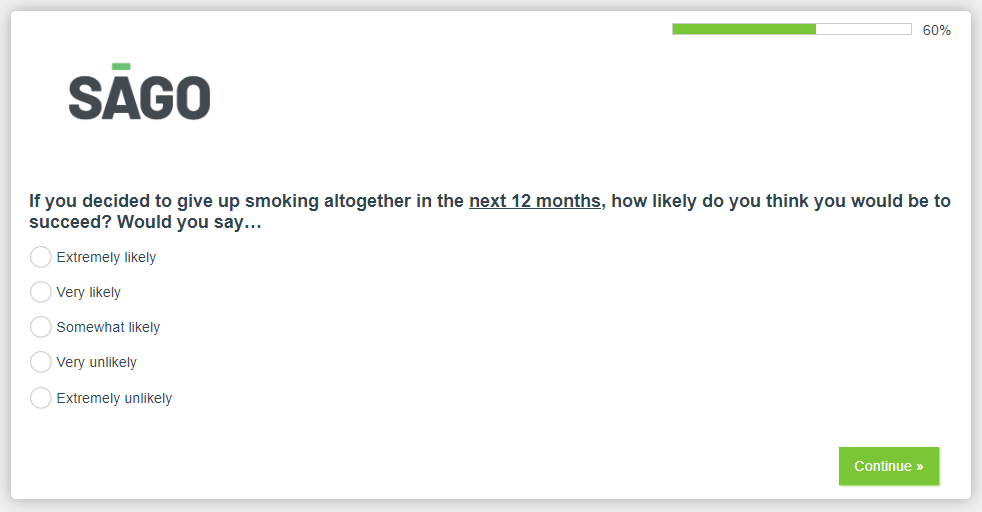 60%
SĀGO
If you decided to give up smoking altogether in the next 12 months, how likely do you think you would be to
succeed? Would you say…
Extremely likely
Very likely
Somewhat likely
Very unlikely
Extremely unlikely
Continue »